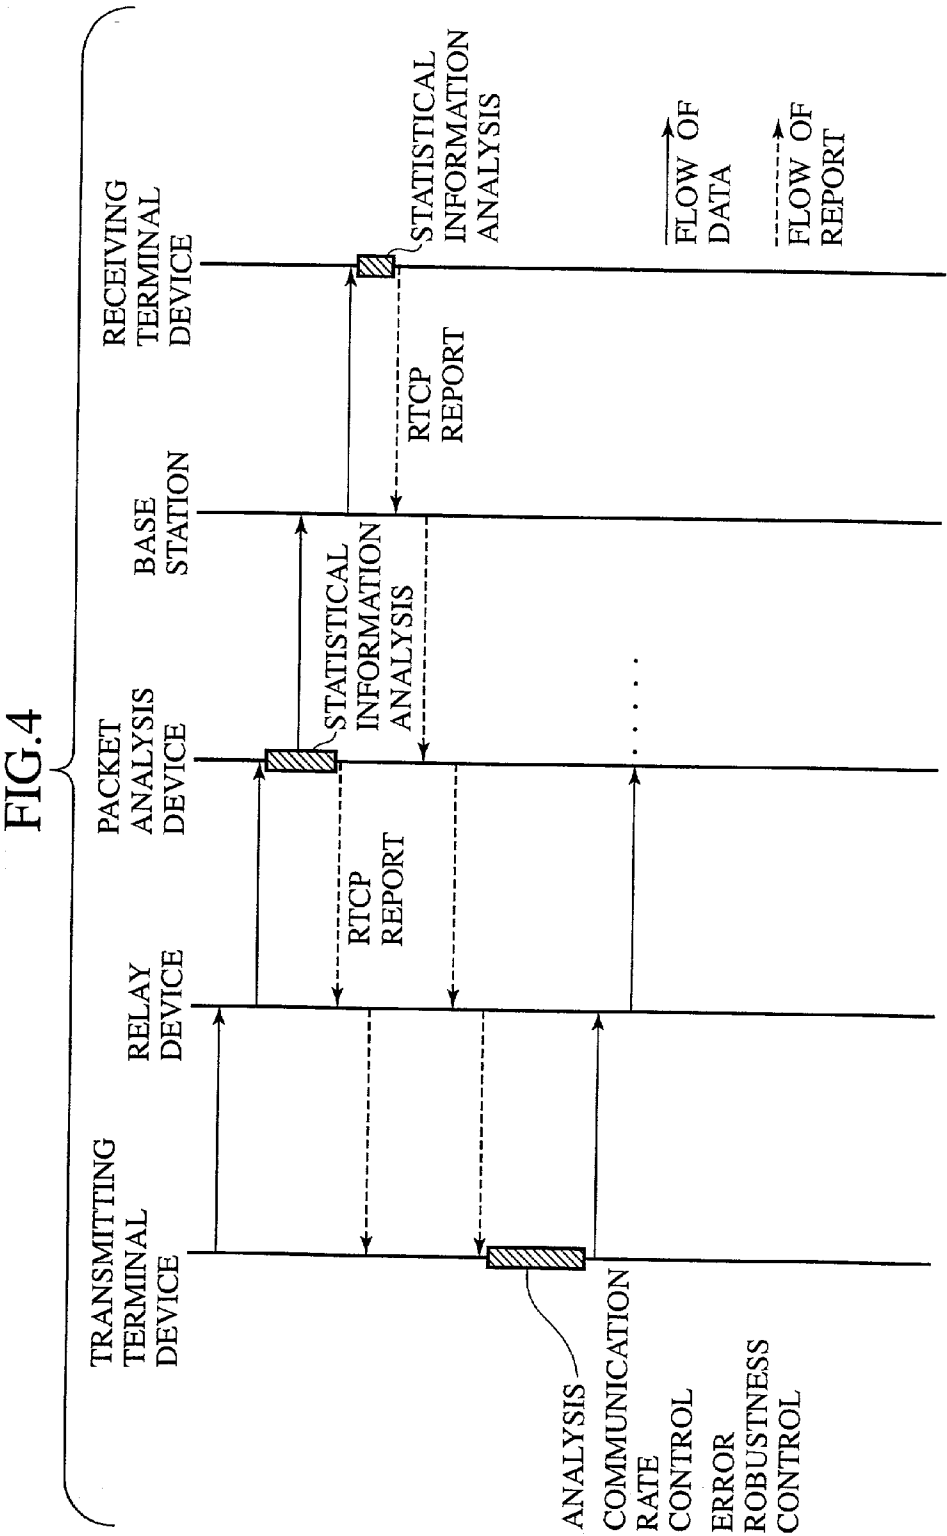 FIG.4
TRANSMITTING
TERMINAL
DEVICE
RELAY
DEVICE
PACKET
ANALYSIS
DEVICE
BASE
STATION
RECEIVING
TERMINAL
DEVICE
STATISTICAL
INFORMATION
ANALYSIS
STATISTICAL
INFORMATION
ANALYSIS
RTCP
REPORT
RTCP
REPORT
ANALYSIS
COMMUNICATION
RATE
CONTROL
ERROR
ROBUSTNESS
CONTROL
FLOW OF
DATA
FLOW OF
REPORT